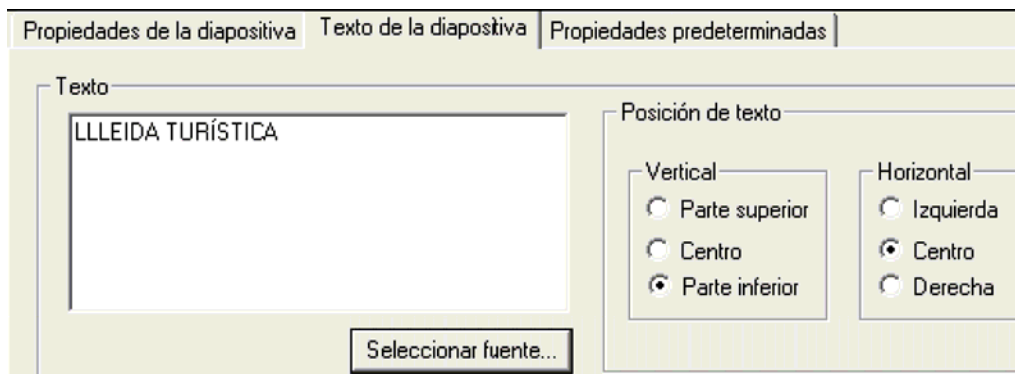 Propiedades de la diapositiva Texto de la diapositiva Propiedades predeterminadas
Texto
LLLEIDA TURÍSTICA
Seleccionar fuente...
Posición de texto
Vertical
Parte superior
Centro
Parte inferior
Horizontal
Izquierda
Centro
Derecha